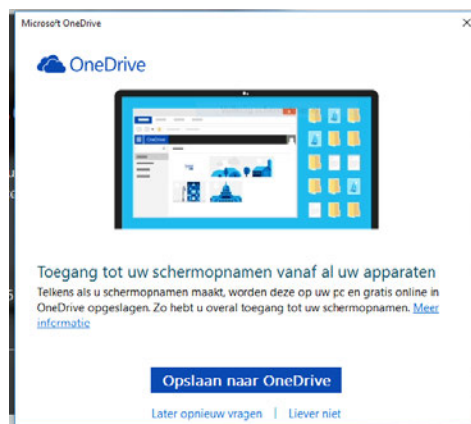 Microsoft OneDrive
OneDrive
OneDrive
Toegang tot uw schermopnamen vanaf al uw apparaten
Telkens als u schermopnamen maakt, worden deze op uw pc en gratis online in
OneDrive opgeslagen. Zo hebt u overal toegang tot uw schermopnamen. Meer
informatie
Opslaan naar OneDrive
Later opnieuw vragen | Liever niet